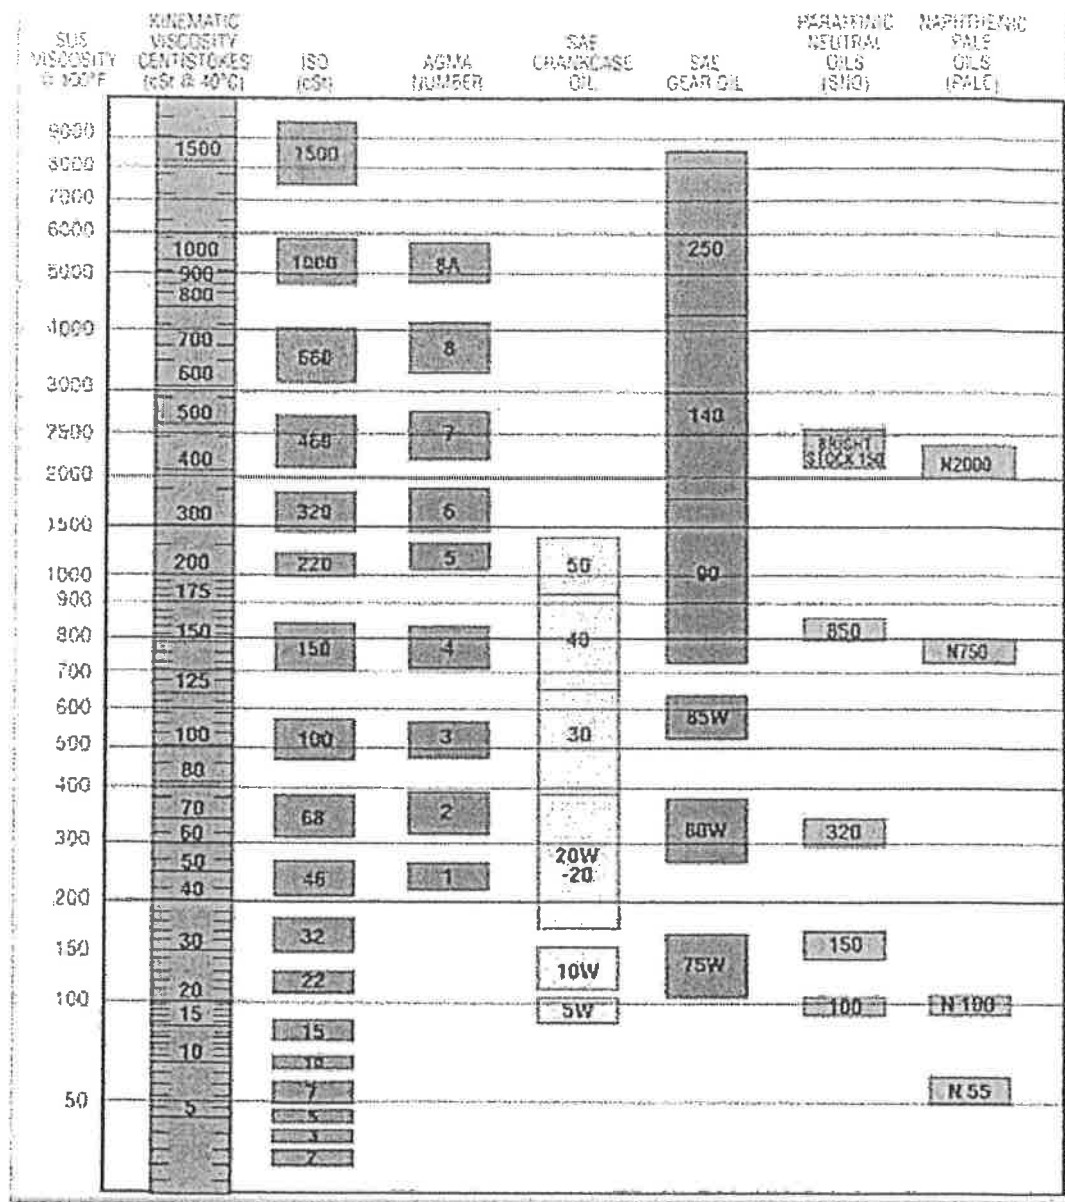 SUS
VISCOSITY
@ 100°F
KINEMATIC
VISCOSITY
CENTISTOKES
(cSt @ 40°C)
ISO
(cSt)
AGMA
NUMBER
SAE
CRANKCASE
OIL
SAE
GEAR OIL
PARAFFINIC
NEUTRAL
OILS
(SNO)
NAPHTHENIC
PALE
OILS
(PALE)
9000
8000
7000
6000
5000
4000
3000
2500
2000
1500
1000
900
800
700
600
500
400
300
200
150
100
50
1500
1000
900
800
700
600
500
400
300
200
175
150
125
100
80
70
60
50
40
30
20
15
10
5
1500
1000
680
460
320
220
150
100
68
46
32
22
15
10
7
5
3
2
8A
8
7
6
5
4
3
2
1
50
40
30
20W
-20
10W
5W
250
140
90
85W
80W
75W
BRIGHT
STOCK 150
850
320
150
100
N2000
N750
N 100
N 55